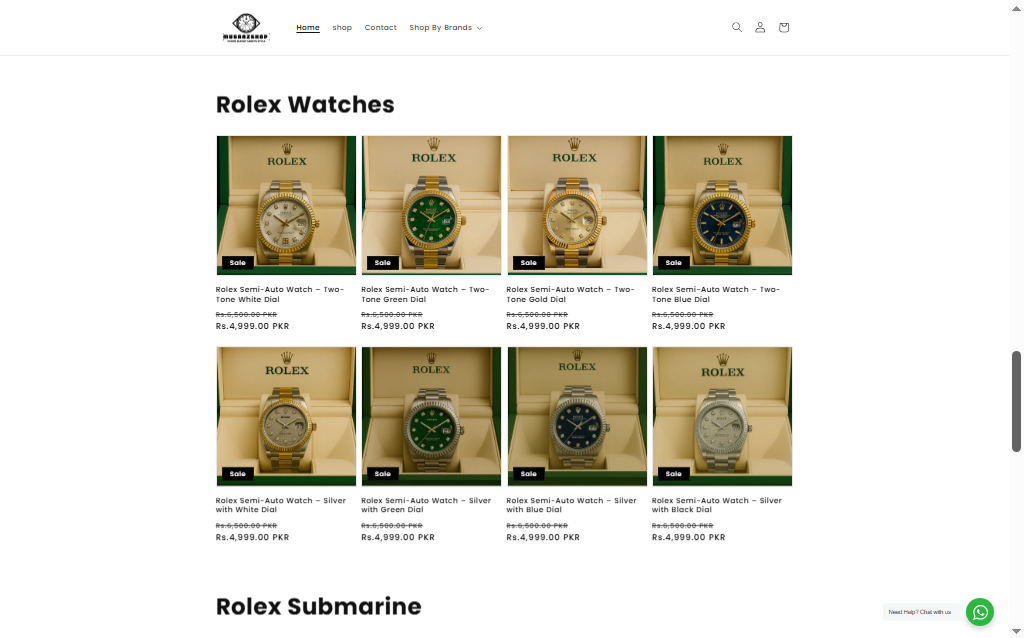 MUSHAZSHOP
Home shop Contact Shop By Brands
Rolex Watches
ROLEX
ROLEX
ROLEX
ROLEX
Sale
Sale
Sale
Sale
Rolex Semi-Auto Watch – Two-
Tone White Dial
Rs.6,500.00 PKR
Rs.4,999.00 PKR
Rolex Semi-Auto Watch – Two-
Tone Green Dial
Rs.6,500.00 PKR
Rs.4,999.00 PKR
Rolex Semi-Auto Watch – Two-
Tone Gold Dial
Rs.6,500.00 PKR
Rs.4,999.00 PKR
Rolex Semi-Auto Watch – Two-
Tone Blue Dial
Rs.6,500.00 PKR
Rs.4,999.00 PKR
ROLEX
ROLEX
ROLEX
ROLEX
Sale
Sale
Sale
Sale
Rolex Semi-Auto Watch – Silver
with White Dial
Rs.6,500.00 PKR
Rs.4,999.00 PKR
Rolex Semi-Auto Watch – Silver
with Green Dial
Rs.6,500.00 PKR
Rs.4,999.00 PKR
Rolex Semi-Auto Watch – Silver
with Blue Dial
Rs.6,500.00 PKR
Rs.4,999.00 PKR
Rolex Semi-Auto Watch – Silver
with Black Dial
Rs.6,500.00 PKR
Rs.4,999.00 PKR
Rolex Submarine
Need Help? Chat with us